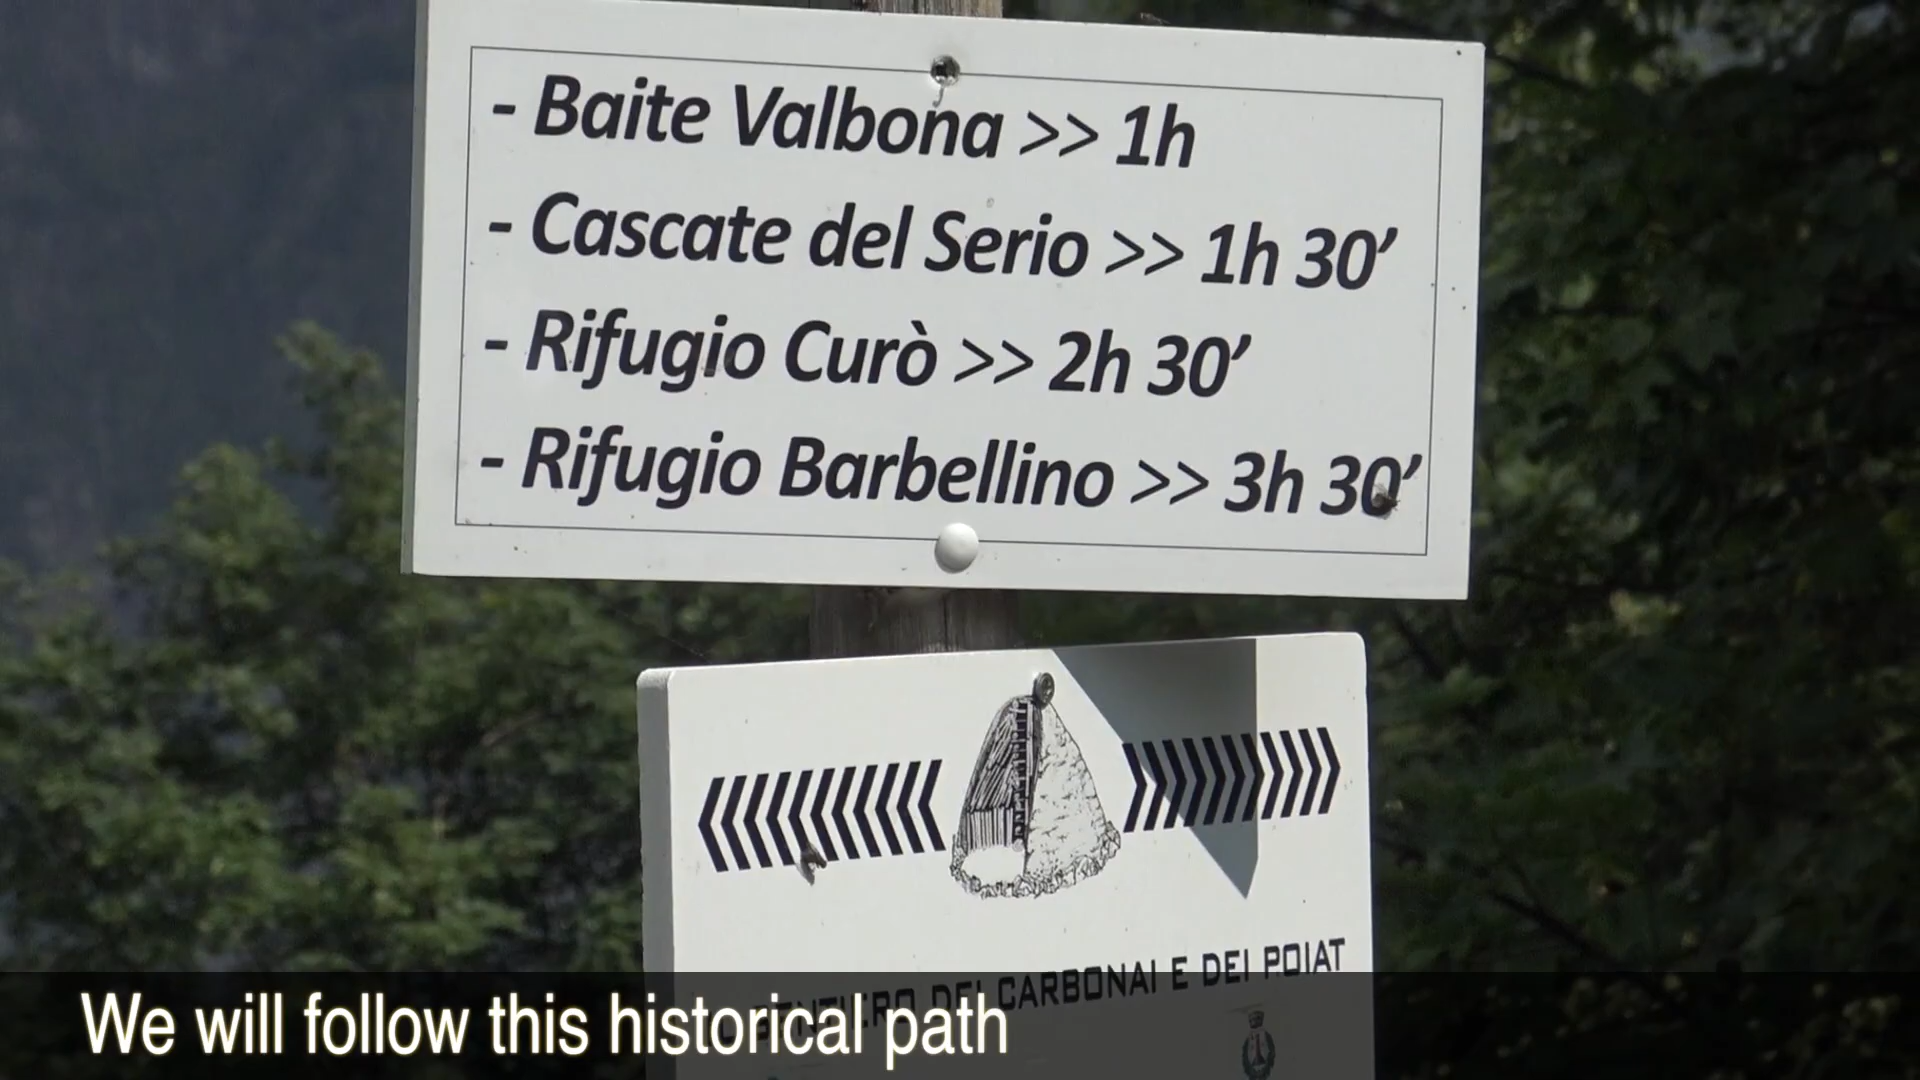 - Baite Valbona >> 1h
- Cascate del Serio >> 1h 30’
- Rifugio Curò >> 2h 30’
- Rifugio Barbellino >> 3h 30’
IL SENTIERO DEI CARBONAI E DEI POIAT
We will follow this historical path